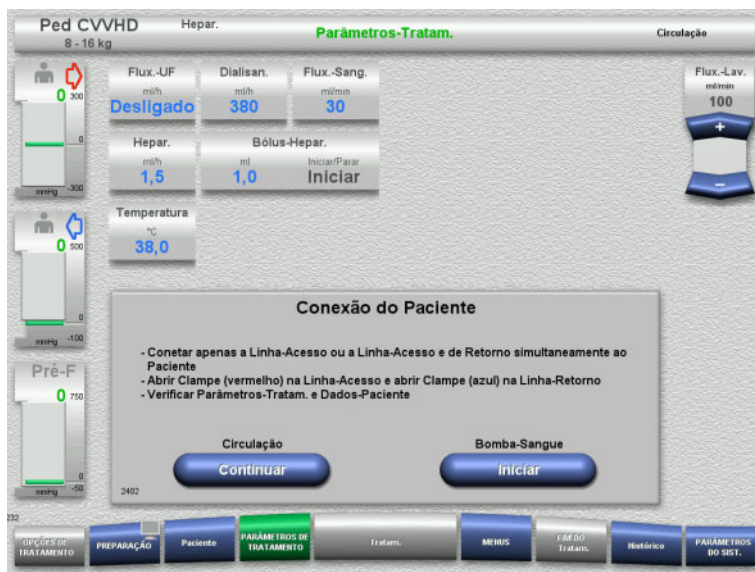 Ped CVVHD
Hepar.
Parâmetros-Tratam.
Circulação
8 - 16 kg
0
300
0
-300
mmHg
Flux.-UF
ml/h
Desligado
Dialisan.
ml/h
380
Flux.-Sang.
ml/min
30
Flux.-Lav.
ml/min
100
+
–
Hepar.
ml/h
1,5
Bólus-Hepar.
ml
1,0
Iniciar/Parar
Iniciar
Temperatura
°C
38,0
0
500
0
-100
mmHg
Pré-F
0
750
0
-50
mmHg
Conexão do Paciente
- Conetar apenas a Linha-Acesso ou a Linha-Acesso e de Retorno simultaneamente ao
Paciente
- Abrir Clampe (vermelho) na Linha-Acesso e abrir Clampe (azul) na Linha-Retorno
- Verificar Parâmetros-Tratam. e Dados-Paciente
Circulação
Continuar
Bomba-Sangue
Iniciar
2402
232
OPÇÕES DE
TRATAMENTO
PREPARAÇÃO
Paciente
PARÂMETROS DE
TRATAMENTO
Tratam.
MENUS
FIM DO
Tratam.
Histórico
PARÂMETROS
DO SIST.